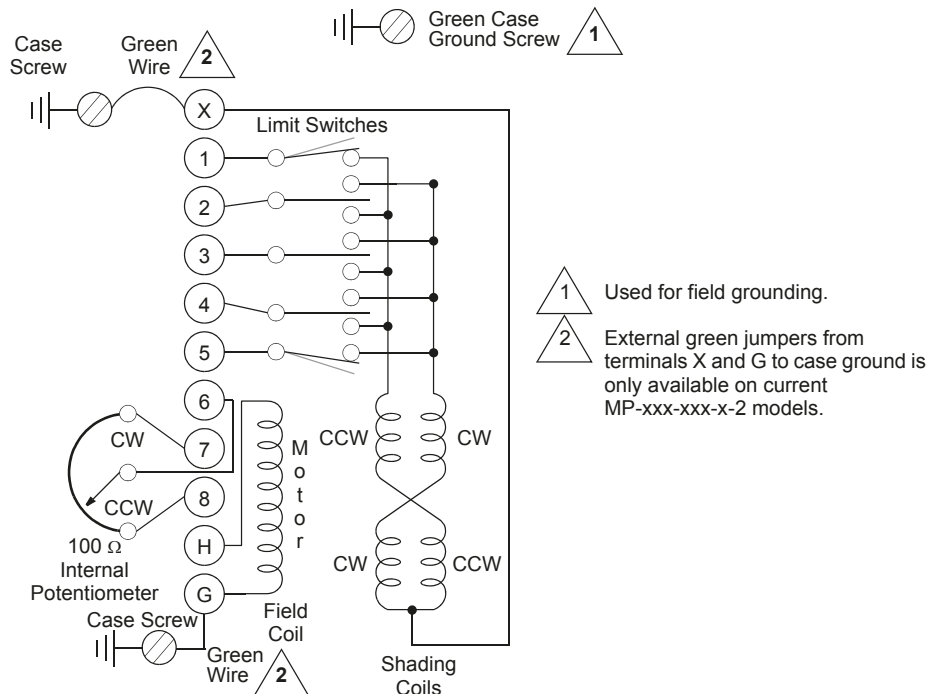 Green Case
Ground Screw
1
Case
Screw
Green
Wire
2
X
Limit Switches
1
2
3
4
5
6
7
8
H
G
CW
CCW
100 Ω
Internal
Potentiometer
Motor
Field
Coil
CCW
CW
CW
CCW
Shading
Coils
Case Screw
Green
Wire
2
1
Used for field grounding.
2
External green jumpers from
terminals X and G to case ground is
only available on current
MP-xxx-xxx-x-2 models.